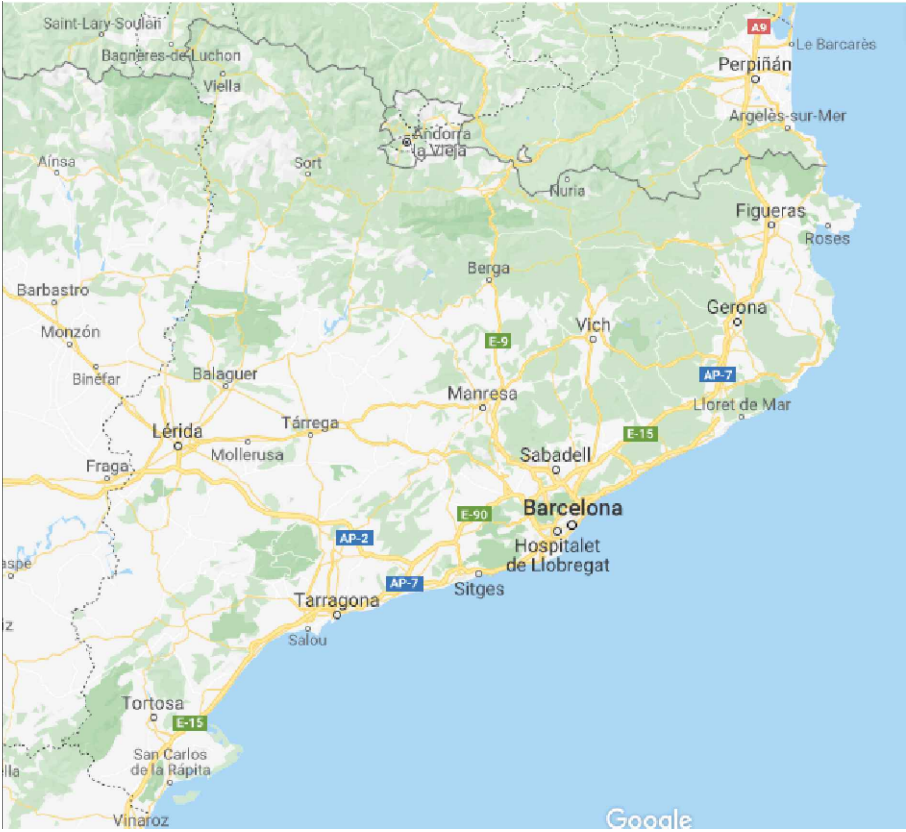 Saint-Lary-Soulan
A9
Le Barcarès
Bagnères-de-Luchon
Perpiñán
Viella
Argelès-sur-Mer
Andorra
la Vieja
Aínsa
Sort
Nuria
Figueras
Roses
Berga
Barbastro
Gerona
Monzón
Vich
E-9
Binéfar
Balaguer
AP-7
Manresa
Lloret de Mar
Tárrega
Lérida
E-15
Mollerusa
Sabadell
Fraga
Barcelona
E-90
AP-2
Hospitalet
de Llobregat
aspe
AP-7
Sitges
Tarragona
iz
Salou
Tortosa
E-15
San Carlos
de la Rápita
lla
Vinaroz
Google